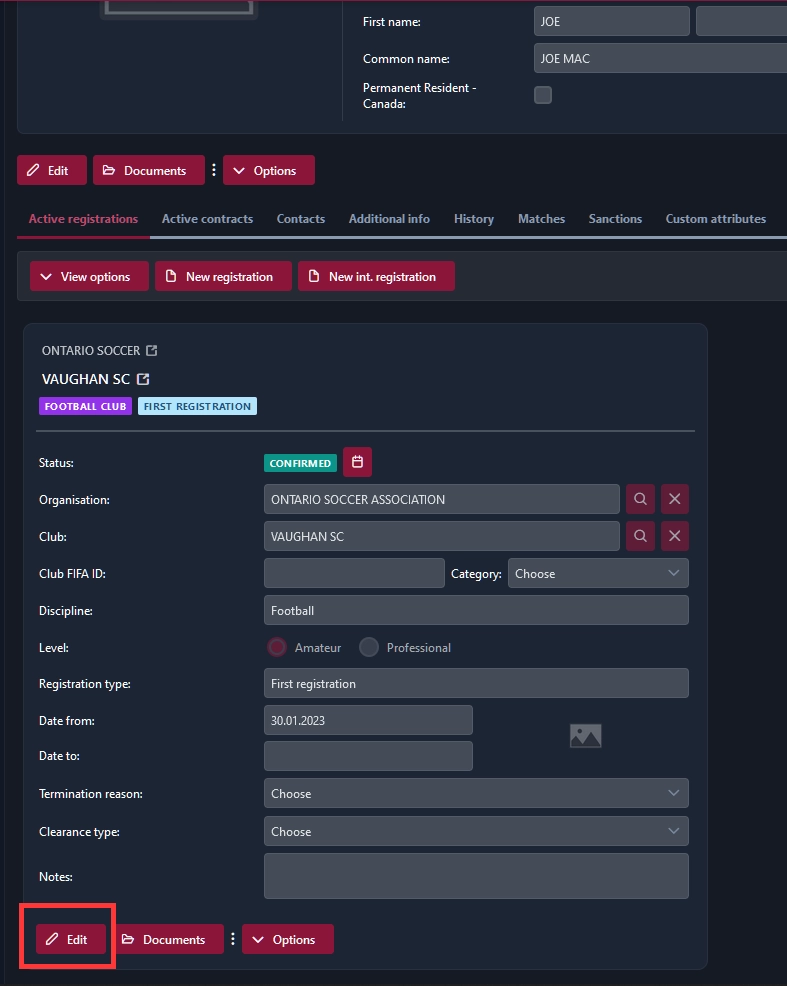 First name: JOE
Common name: JOE MAC
Permanent Resident -
Canada:
Edit Documents Options
Active registrations Active contracts Contacts Additional info History Matches Sanctions Custom attributes
View options New registration New int. registration
ONTARIO SOCCER
VAUGHAN SC
FOOTBALL CLUB FIRST REGISTRATION
Status: CONFIRMED
Organisation: ONTARIO SOCCER ASSOCIATION
Club: VAUGHAN SC
Club FIFA ID: Category: Choose
Discipline: Football
Level: Amateur Professional
Registration type: First registration
Date from: 30.01.2023
Date to:
Termination reason: Choose
Clearance type: Choose
Notes:
Edit Documents Options